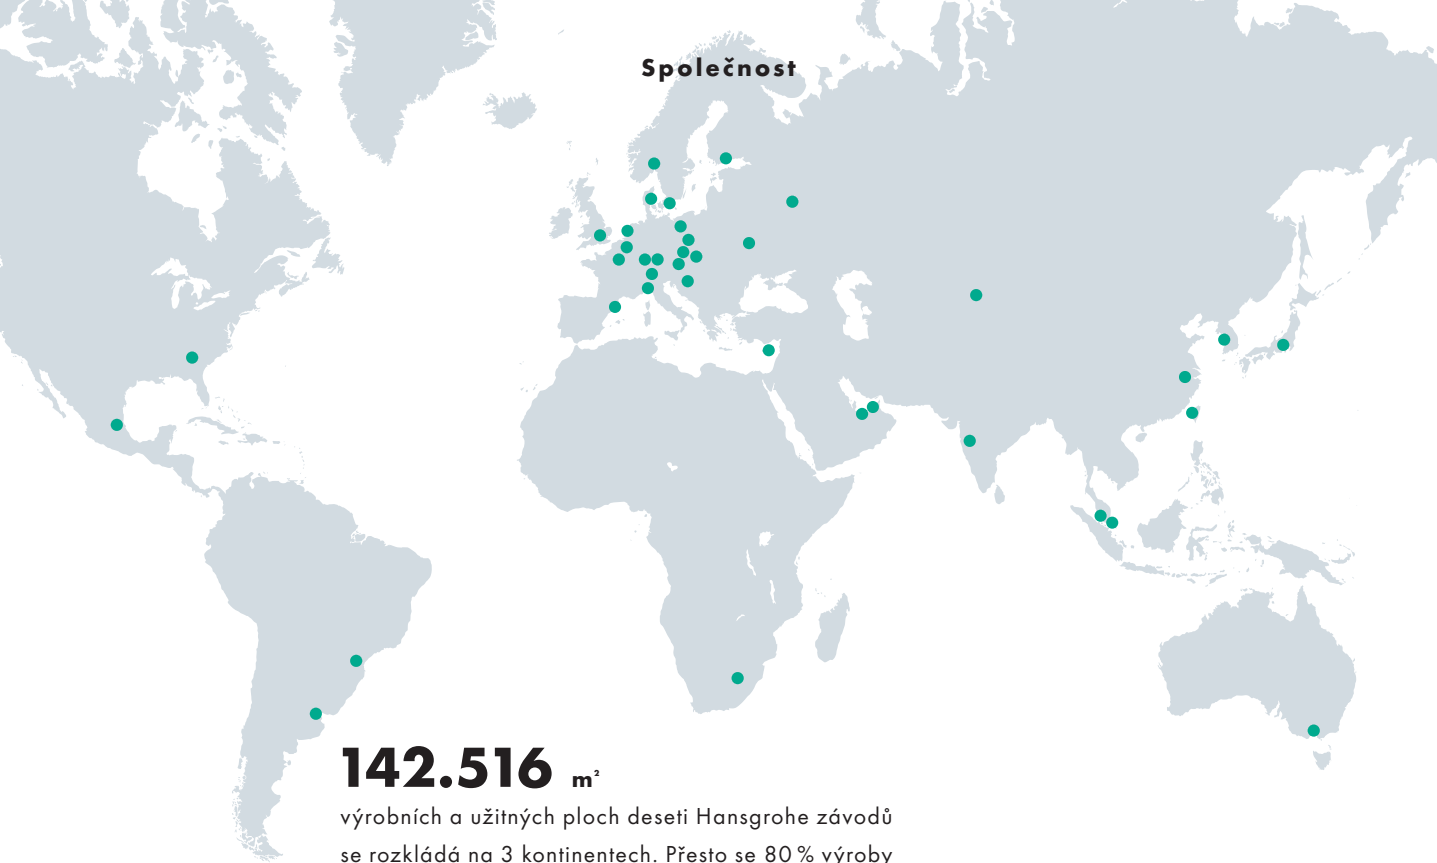 Společnost
142.516 m²
výrobních a užitných ploch deseti Hansgrohe závodů
se rozkládá na 3 kontinentech. Přesto se 80 % výroby